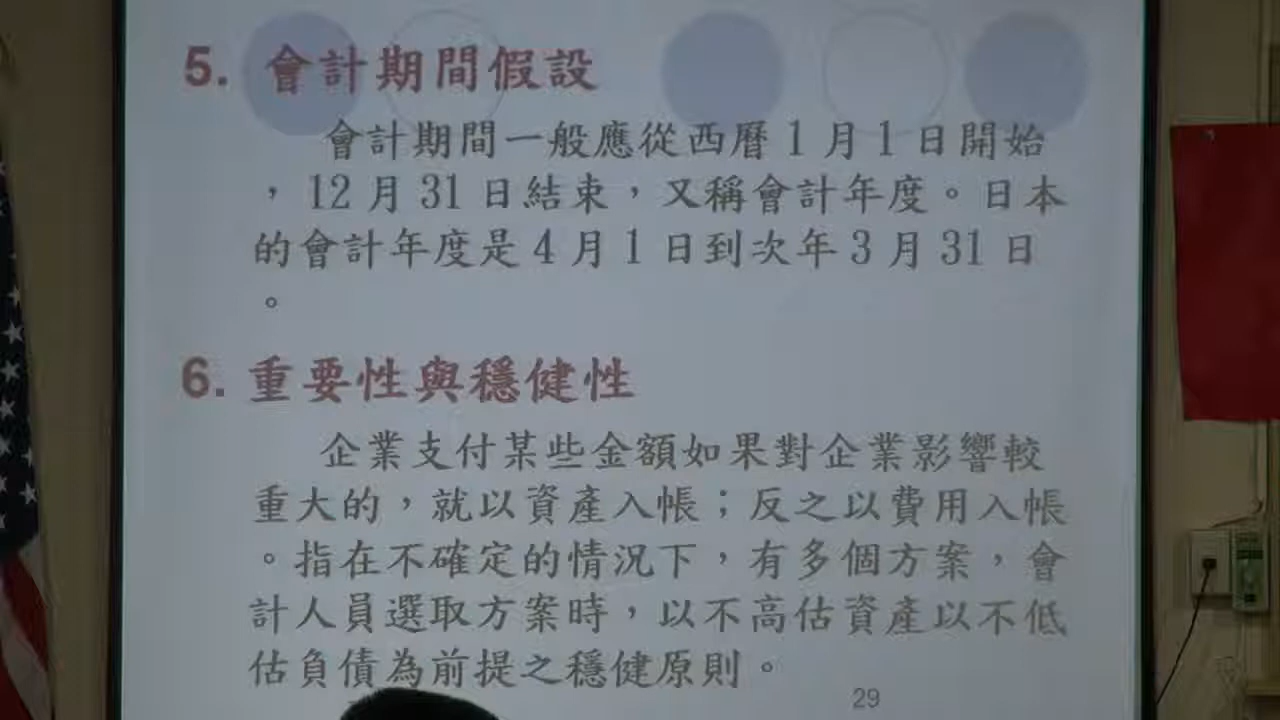 5. 會計期間假設
會計期間一般應從西曆1月1日開始
，12月31日結束，又稱會計年度。日本
的會計年度是4月1日到次年3月31日
。
6. 重要性與穩健性
企業支付某些金額如果對企業影響較
重大的，就以資產入帳；反之以費用入帳
。指在不確定的情況下，有多個方案，會
計人員選取方案時，以不高估資產以不低
估負債為前提之穩健原則。
29